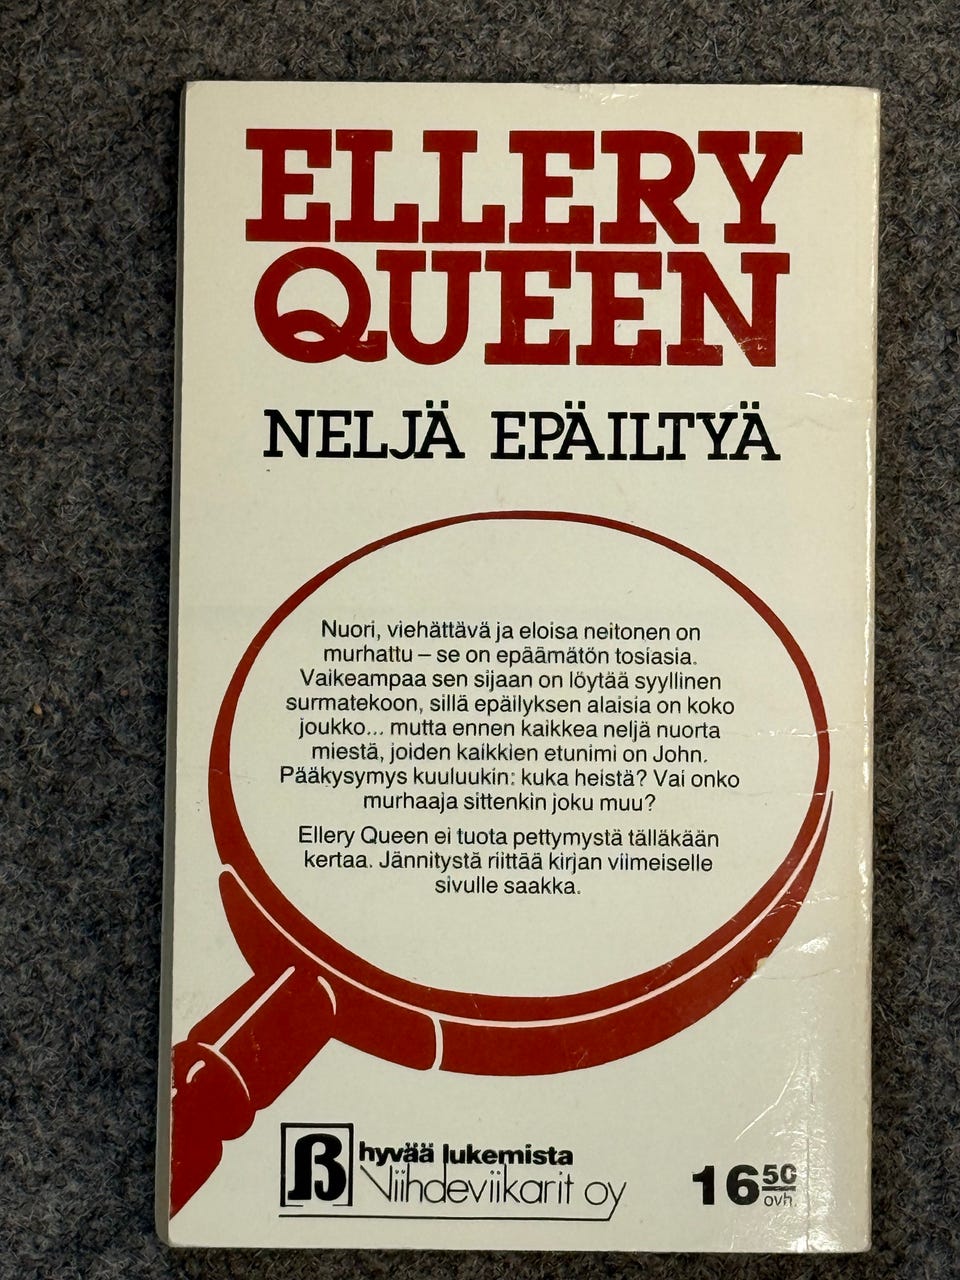 ELLERY
QUEEN
NELJÄ EPÄILTYÄ
Nuori, viehättävä ja eloisa neitonen on
murhattu – se on epäämätön tosiasia.
Vaikeampaa sen sijaan on löytää syyllinen
surmatekoon, sillä epäilyksen alaisia on koko
joukko... mutta ennen kaikkea neljä nuorta
miestä, joiden kaikkien etunimi on John.
Pääkysymys kuuluukin: kuka heistä? Vai onko
murhaaja sittenkin joku muu?
Ellery Queen ei tuota pettymystä tälläkään
kertaa. Jännitystä riittää kirjan viimeiselle
sivulle saakka.
ß hyvää lukemista
Viihdeviikarit oy
16 50
ovh.